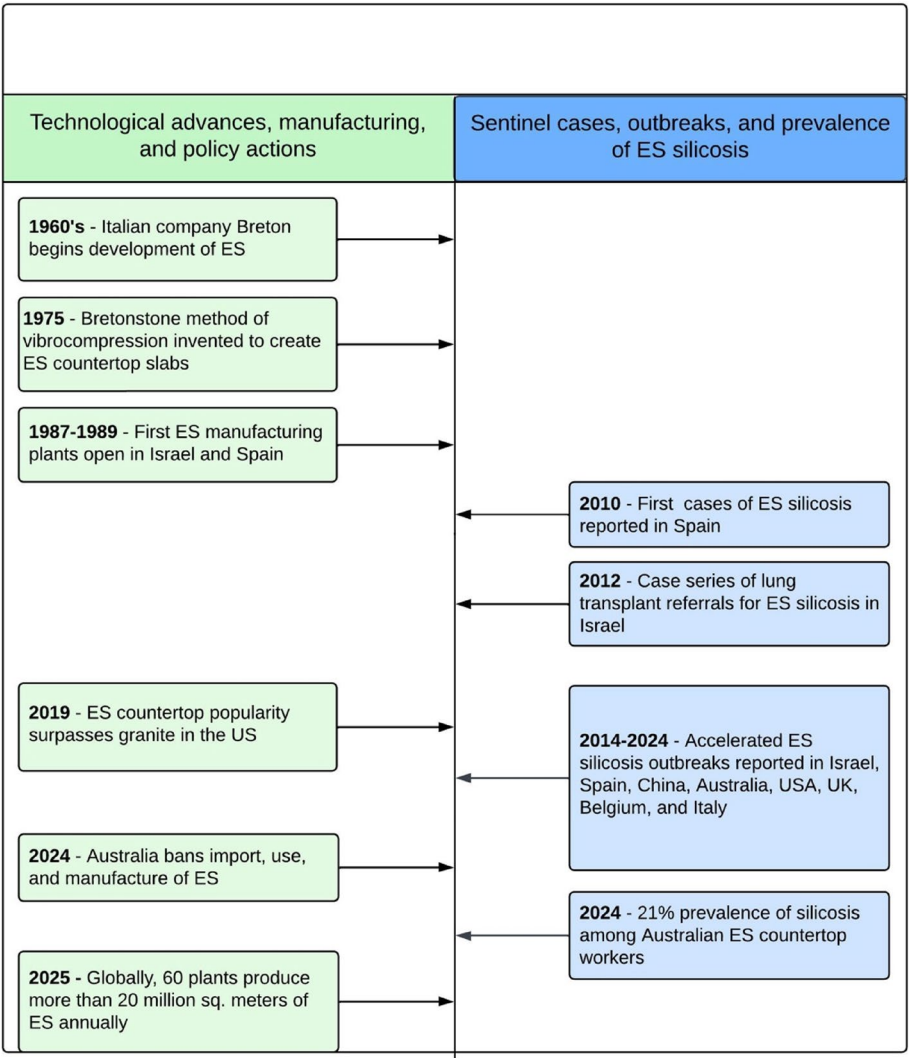 Technological advances, manufacturing,
and policy actions
Sentinel cases, outbreaks, and prevalence
of ES silicosis
1960's - Italian company Breton
begins development of ES
1975 - Bretonstone method of
vibrocompression invented to create
ES countertop slabs
1987-1989 - First ES manufacturing
plants open in Israel and Spain
2010 - First  cases of ES silicosis
reported in Spain
2012 - Case series of lung
transplant referrals for ES silicosis in
Israel
2019 - ES countertop popularity
surpasses granite in the US
2014-2024 - Accelerated ES
silicosis outbreaks reported in Israel,
Spain, China, Australia, USA, UK,
Belgium, and Italy
2024 - Australia bans import, use,
and manufacture of ES
2024 - 21% prevalence of silicosis
among Australian ES countertop
workers
2025 - Globally, 60 plants produce
more than 20 million sq. meters of
ES annually